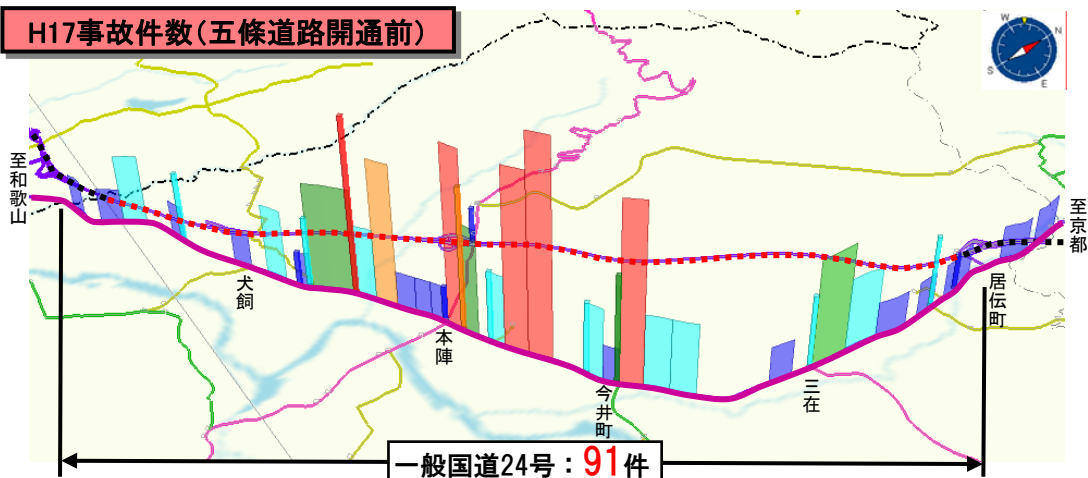 H17事故件数(五條道路開通前)
W
N
S
E
至和歌山
至京都
犬飼
本陣
今井町
三在
居伝町
一般国道24号：91件